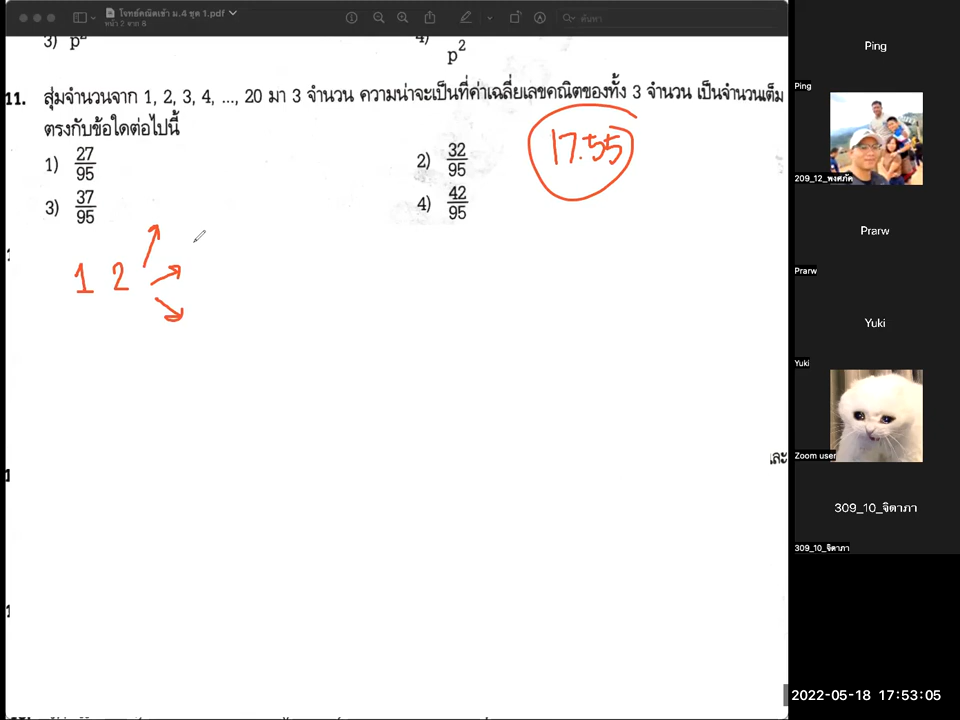 โจทย์คณิตเข้า ม.4 ชุด 1.pdf
หน้า 2 จาก 8
ค้นหา
3) p²
4)
p²
11. สุ่มจำนวนจาก 1, 2, 3, 4, ..., 20 มา 3 จำนวน ความน่าจะเป็นที่ค่าเฉลี่ยเลขคณิตของทั้ง 3 จำนวน เป็นจำนวนเต็ม
ตรงกับข้อใดต่อไปนี้
17.55
1) 27/95
2) 32/95
3) 37/95
4) 42/95
1 2
และ
Ping
Ping
209_12_พงศภัค
Prarw
Prarw
Yuki
Yuki
Zoom user
309_10_จิดาภา
309_10_จิดาภา
2022-05-18 17:53:05